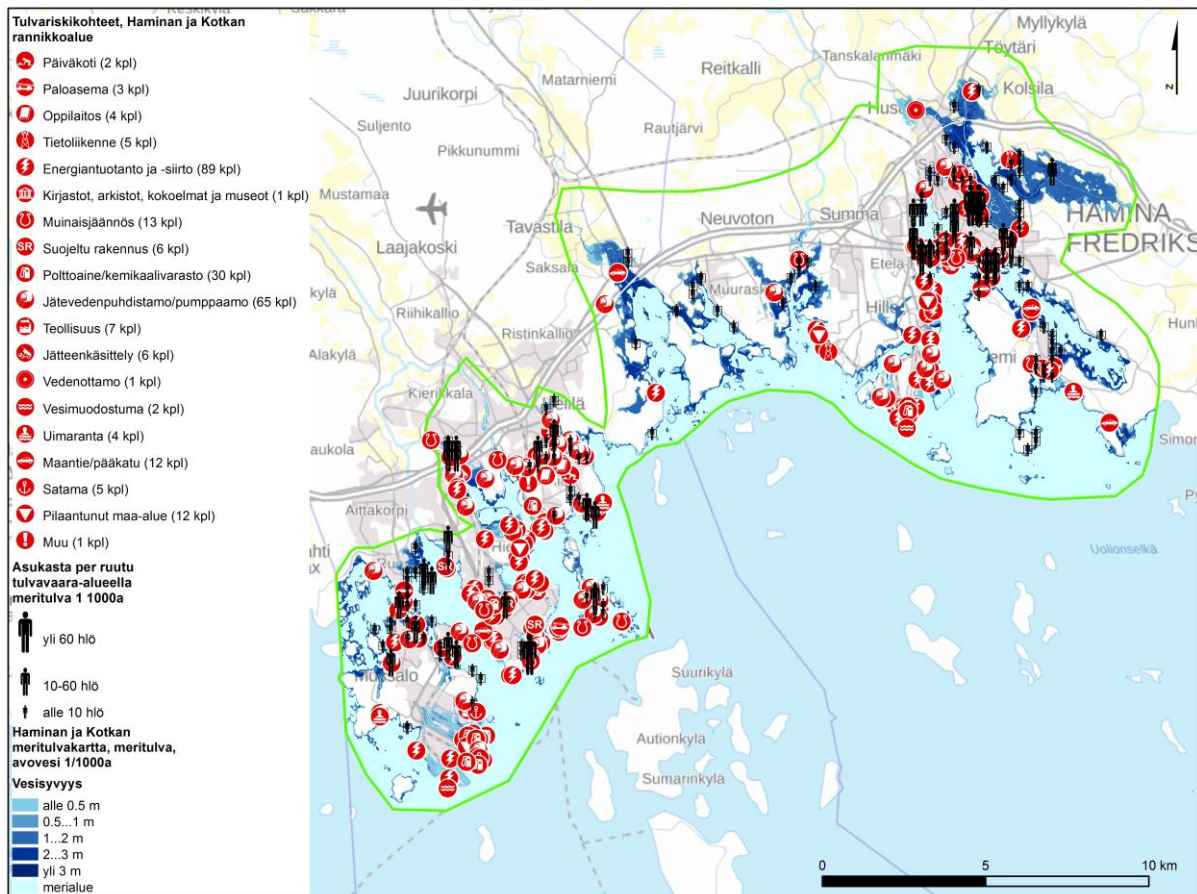 Tulvariskikohteet, Haminan ja Kotkan
rannikkoalue
Päiväkoti (2 kpl)
Paloasema (3 kpl)
Oppilaitos (4 kpl)
Tietoliikenne (5 kpl)
Energiantuotanto ja -siirto (89 kpl)
Kirjastot, arkistot, kokoelmat ja museot (1 kpl)
Muinaisjäännös (13 kpl)
SR Suojeltu rakennus (6 kpl)
Polttoaine/kemikaalivarasto (30 kpl)
Jätevedenpuhdistamo/pumppaamo (65 kpl)
Teollisuus (7 kpl)
Jätteenkäsittely (6 kpl)
Vedenottamo (1 kpl)
Vesimuodostuma (2 kpl)
Uimaranta (4 kpl)
Maantie/pääkatu (12 kpl)
Satama (5 kpl)
Pilaantunut maa-alue (12 kpl)
Muu (1 kpl)
Asukasta per ruutu
tulvavaara-alueella
meritulva 1 1000a
yli 60 hlö
10-60 hlö
alle 10 hlö
Haminan ja Kotkan
meritulvakartta, meritulva,
avovesi 1/1000a
Vesisyvyys
alle 0.5 m
0.5...1 m
1...2 m
2...3 m
yli 3 m
merialue
Myllykylä
Töytäri
Tanskalanmäki
Reitkalli
Matarniemi
Kolsila
Juurikorpi
Suljento
Rautjärvi
Pikkunummi
Mustamaa
Neuvoton
Summa
HAMINA
FREDRIKS
Tavastila
Laajakoski
Saksala
Etelä
Muurask
Riihikallio
Ristinkallio
Alakylä
Kierikkala
Aittakorpi
Uolionselkä
SR
SR
Suurikylä
Autionkylä
Sumarinkylä
N
0 5 10 km